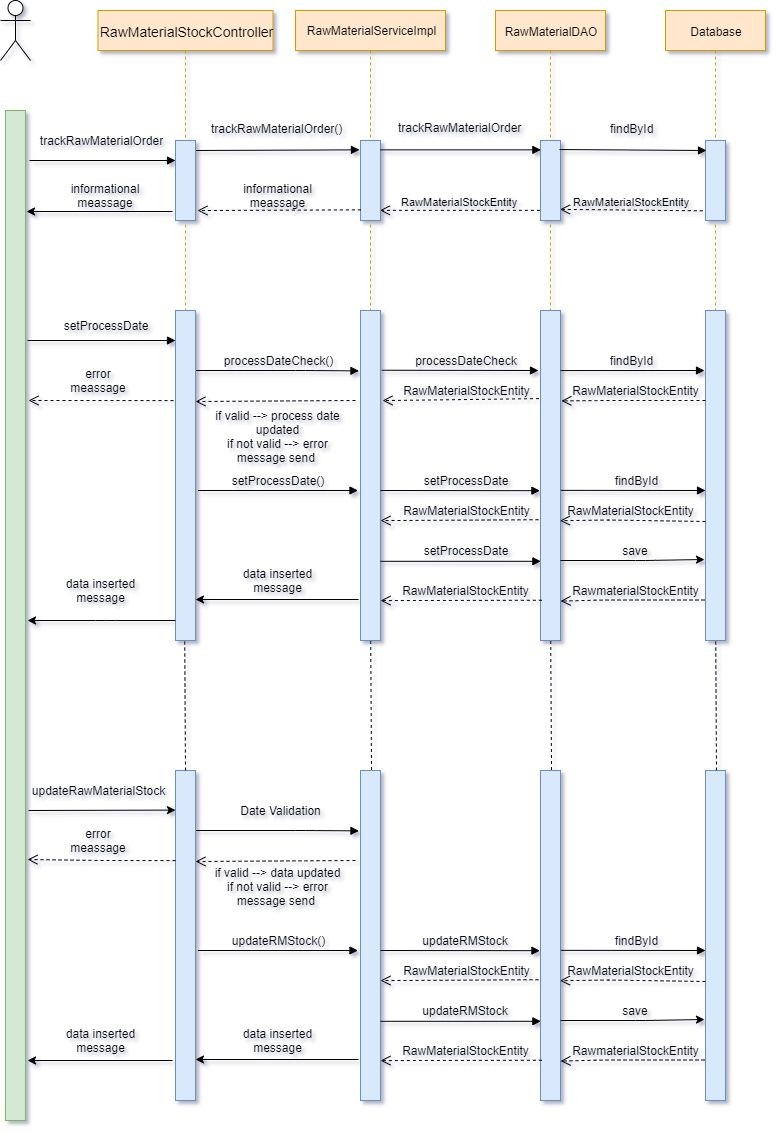 RawMaterialStockController
RawMaterialServiceImpl
RawMaterialDAO
Database
trackRawMaterialOrder
trackRawMaterialOrder()
trackRawMaterialOrder
findById
informational
meassage
informational
meassage
RawMaterialStockEntity
RawMaterialStockEntity
setProcessDate
processDateCheck()
processDateCheck
findById
error
meassage
RawMaterialStockEntity
RawMaterialStockEntity
if valid --> process date
updated
if not valid --> error
message send
setProcessDate()
setProcessDate
findById
RawMaterialStockEntity
RawMaterialStockEntity
setProcessDate
save
data inserted
message
data inserted
message
RawMaterialStockEntity
RawmaterialStockEntity
updateRawMaterialStock
Date Validation
error
meassage
if valid --> data updated
if not valid --> error
message send
updateRMStock()
updateRMStock
findById
RawMaterialStockEntity
RawMaterialStockEntity
updateRMStock
save
data inserted
message
data inserted
message
RawMaterialStockEntity
RawmaterialStockEntity